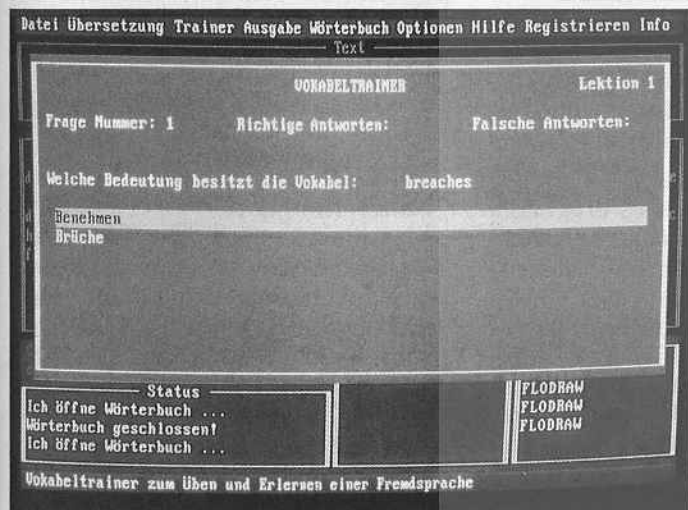 Datei Übersetzung Trainer Ausgabe Wörterbuch Optionen Hilfe Registrieren Info
Text
VOKABELTRAINER Lektion 1
Frage Nummer: 1 Richtige Antworten: Falsche Antworten:
Welche Bedeutung besitzt die Vokabel: breaches
Benehmen
Brüche
Status
Ich öffne Wörterbuch ...
Wörterbuch geschlossen!
Ich öffne Wörterbuch ...
FLODRAW
FLODRAW
FLODRAW
Vokabeltrainer zum Üben und Erlernen einer Fremdsprache